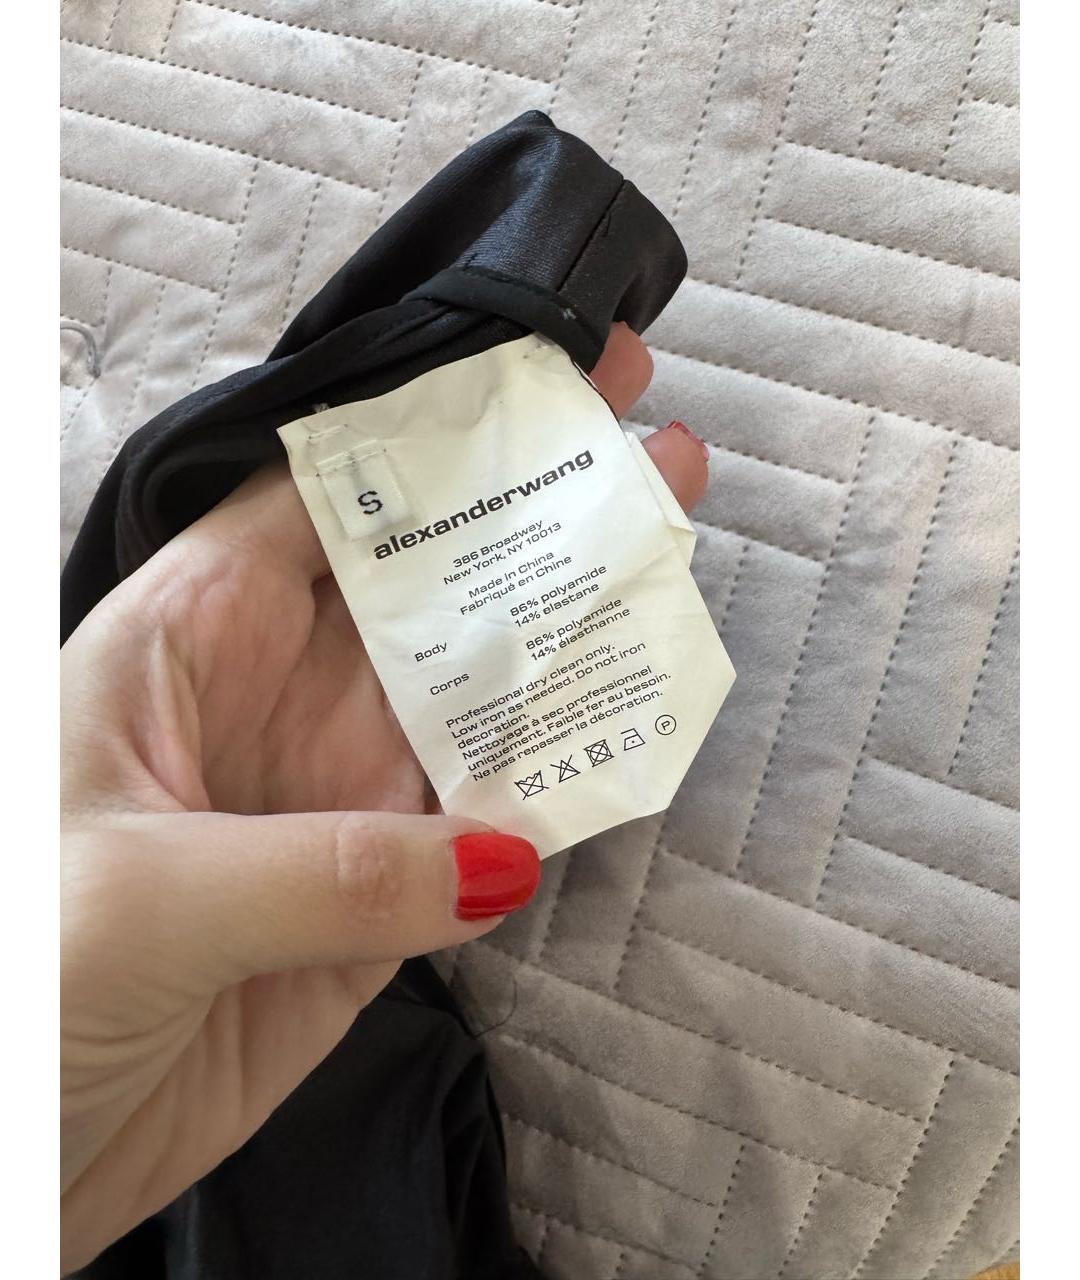 S
alexanderwang
386 Broadway
New York, NY 10013
Made in China
Fabriqué en Chine
Body
86% polyamide
14% elastane
Corps
86% polyamide
14% élasthanne
Professional dry clean only.
Low iron as needed. Do not iron
decoration.
Nettoyage à sec professionnel
uniquement. Faible fer au besoin.
Ne pas repasser la décoration.
P